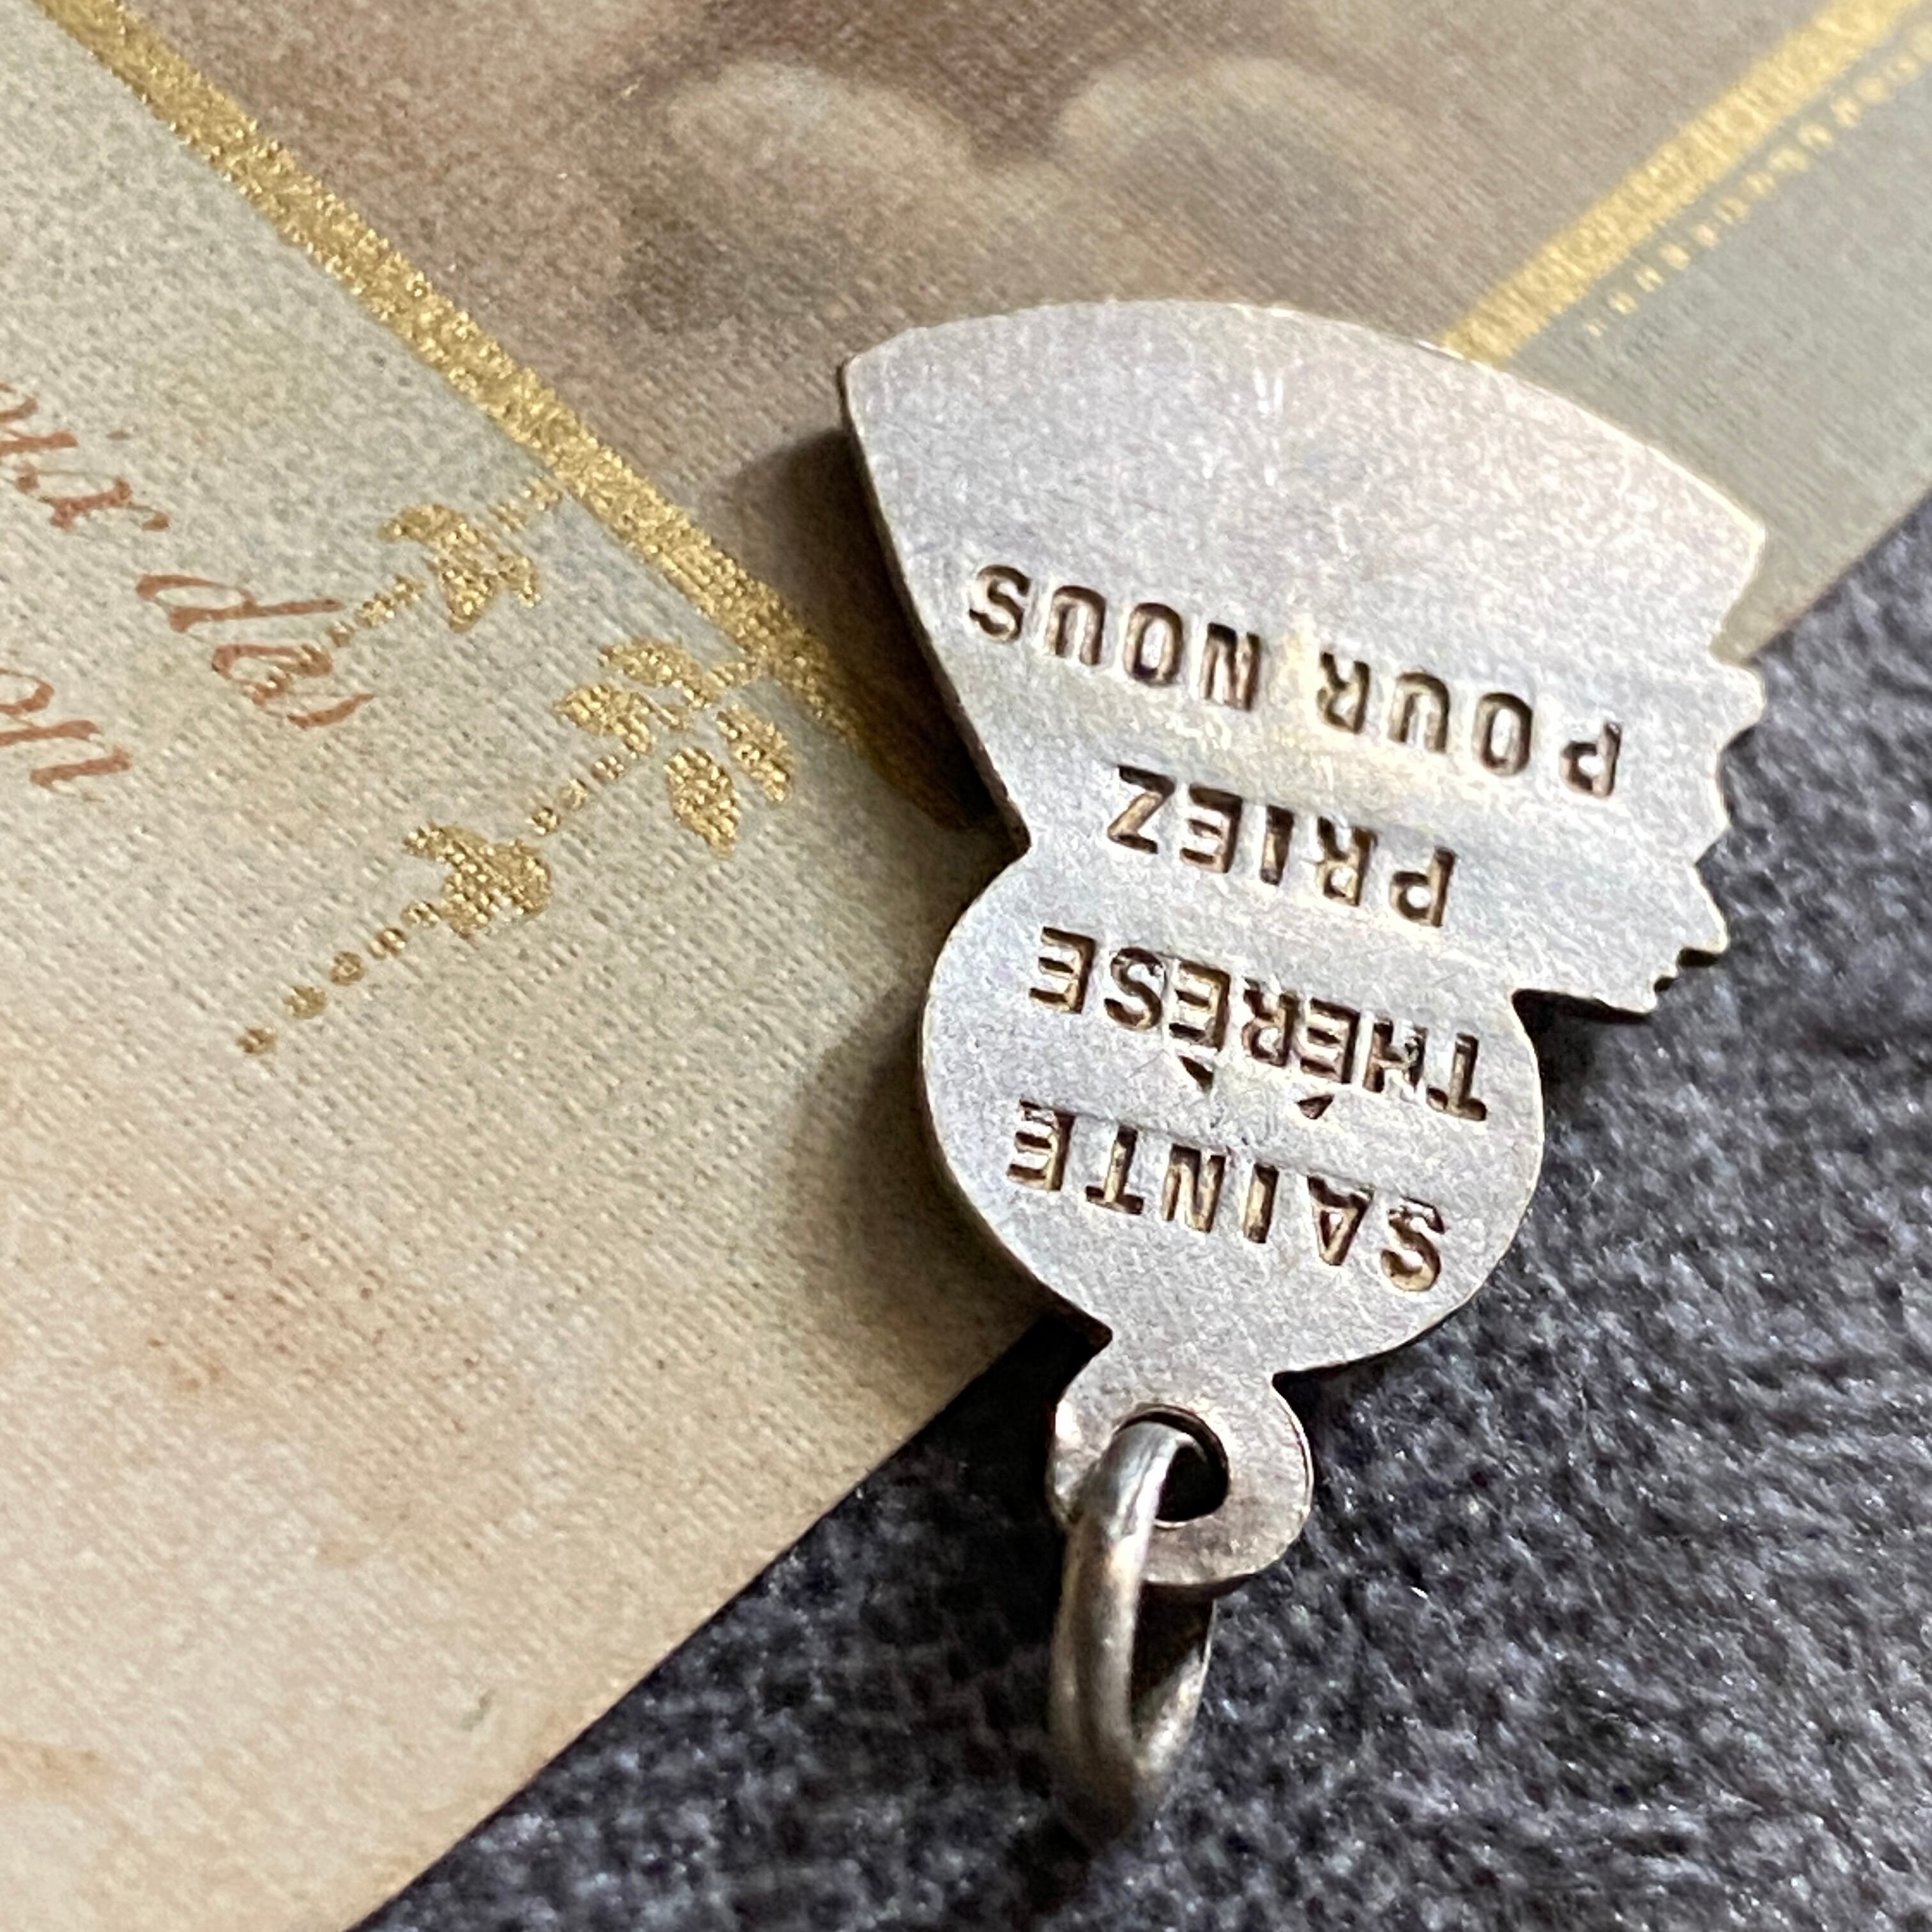 SAINTE
THÉRÈSE
PRIEZ
POUR NOUS